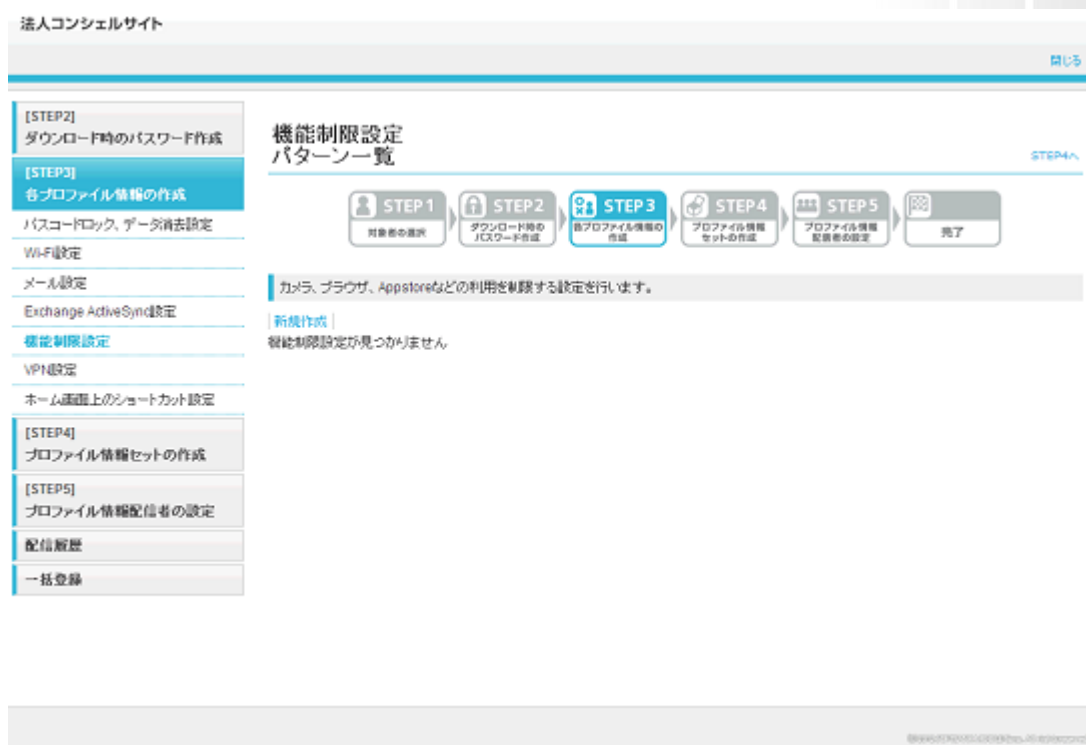 法人コンシェルサイト
閉じる
[STEP2]
ダウンロード時のパスワード作成
[STEP3]
各プロファイル情報の作成
パスコードロック、データ消去設定
Wi-Fi設定
メール設定
Exchange ActiveSync設定
機能制限設定
VPN設定
ホーム画面上のショートカット設定
[STEP4]
プロファイル情報セットの作成
[STEP5]
プロファイル情報配信者の設定
配信履歴
一括登録
機能制限設定
パターン一覧
STEP4へ
STEP 1
対象者の選択
STEP 2
ダウンロード時の
パスワード作成
STEP 3
各プロファイル情報の
作成
STEP 4
プロファイル情報
セットの作成
STEP 5
プロファイル情報
配信者の設定
完了
カメラ、ブラウザ、Appstoreなどの利用を制限する設定を行います。
新規作成
機能制限設定が見つかりません